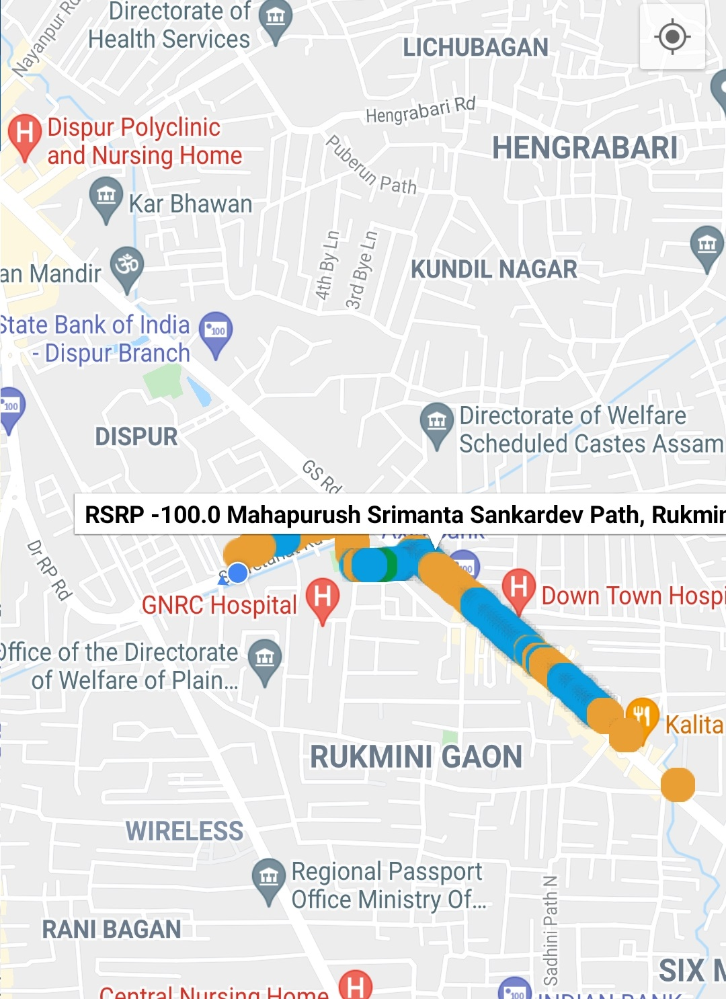 Directorate of
Health Services
Nayanpur Rd
LICHUBAGAN
Hengrabari Rd
Dispur Polyclinic
and Nursing Home
Puberun Path
HENGRABARI
Kar Bhawan
4th By Ln
3rd Bye Ln
an Mandir
KUNDIL NAGAR
State Bank of India
- Dispur Branch
100
100
DISPUR
Directorate of Welfare
Scheduled Castes Assam
GS Rd
RSRP -100.0 Mahapurush Srimanta Sankardev Path, Rukmin
Dr RP Rd
100
GNRC Hospital
Down Town Hospi
Office of the Directorate
of Welfare of Plain...
Kalita
RUKMINI GAON
WIRELESS
Regional Passport
Office Ministry Of...
Sadhini Path N
RANI BAGAN
SIX M
Central Nursing Home
100
INDIAN BANK